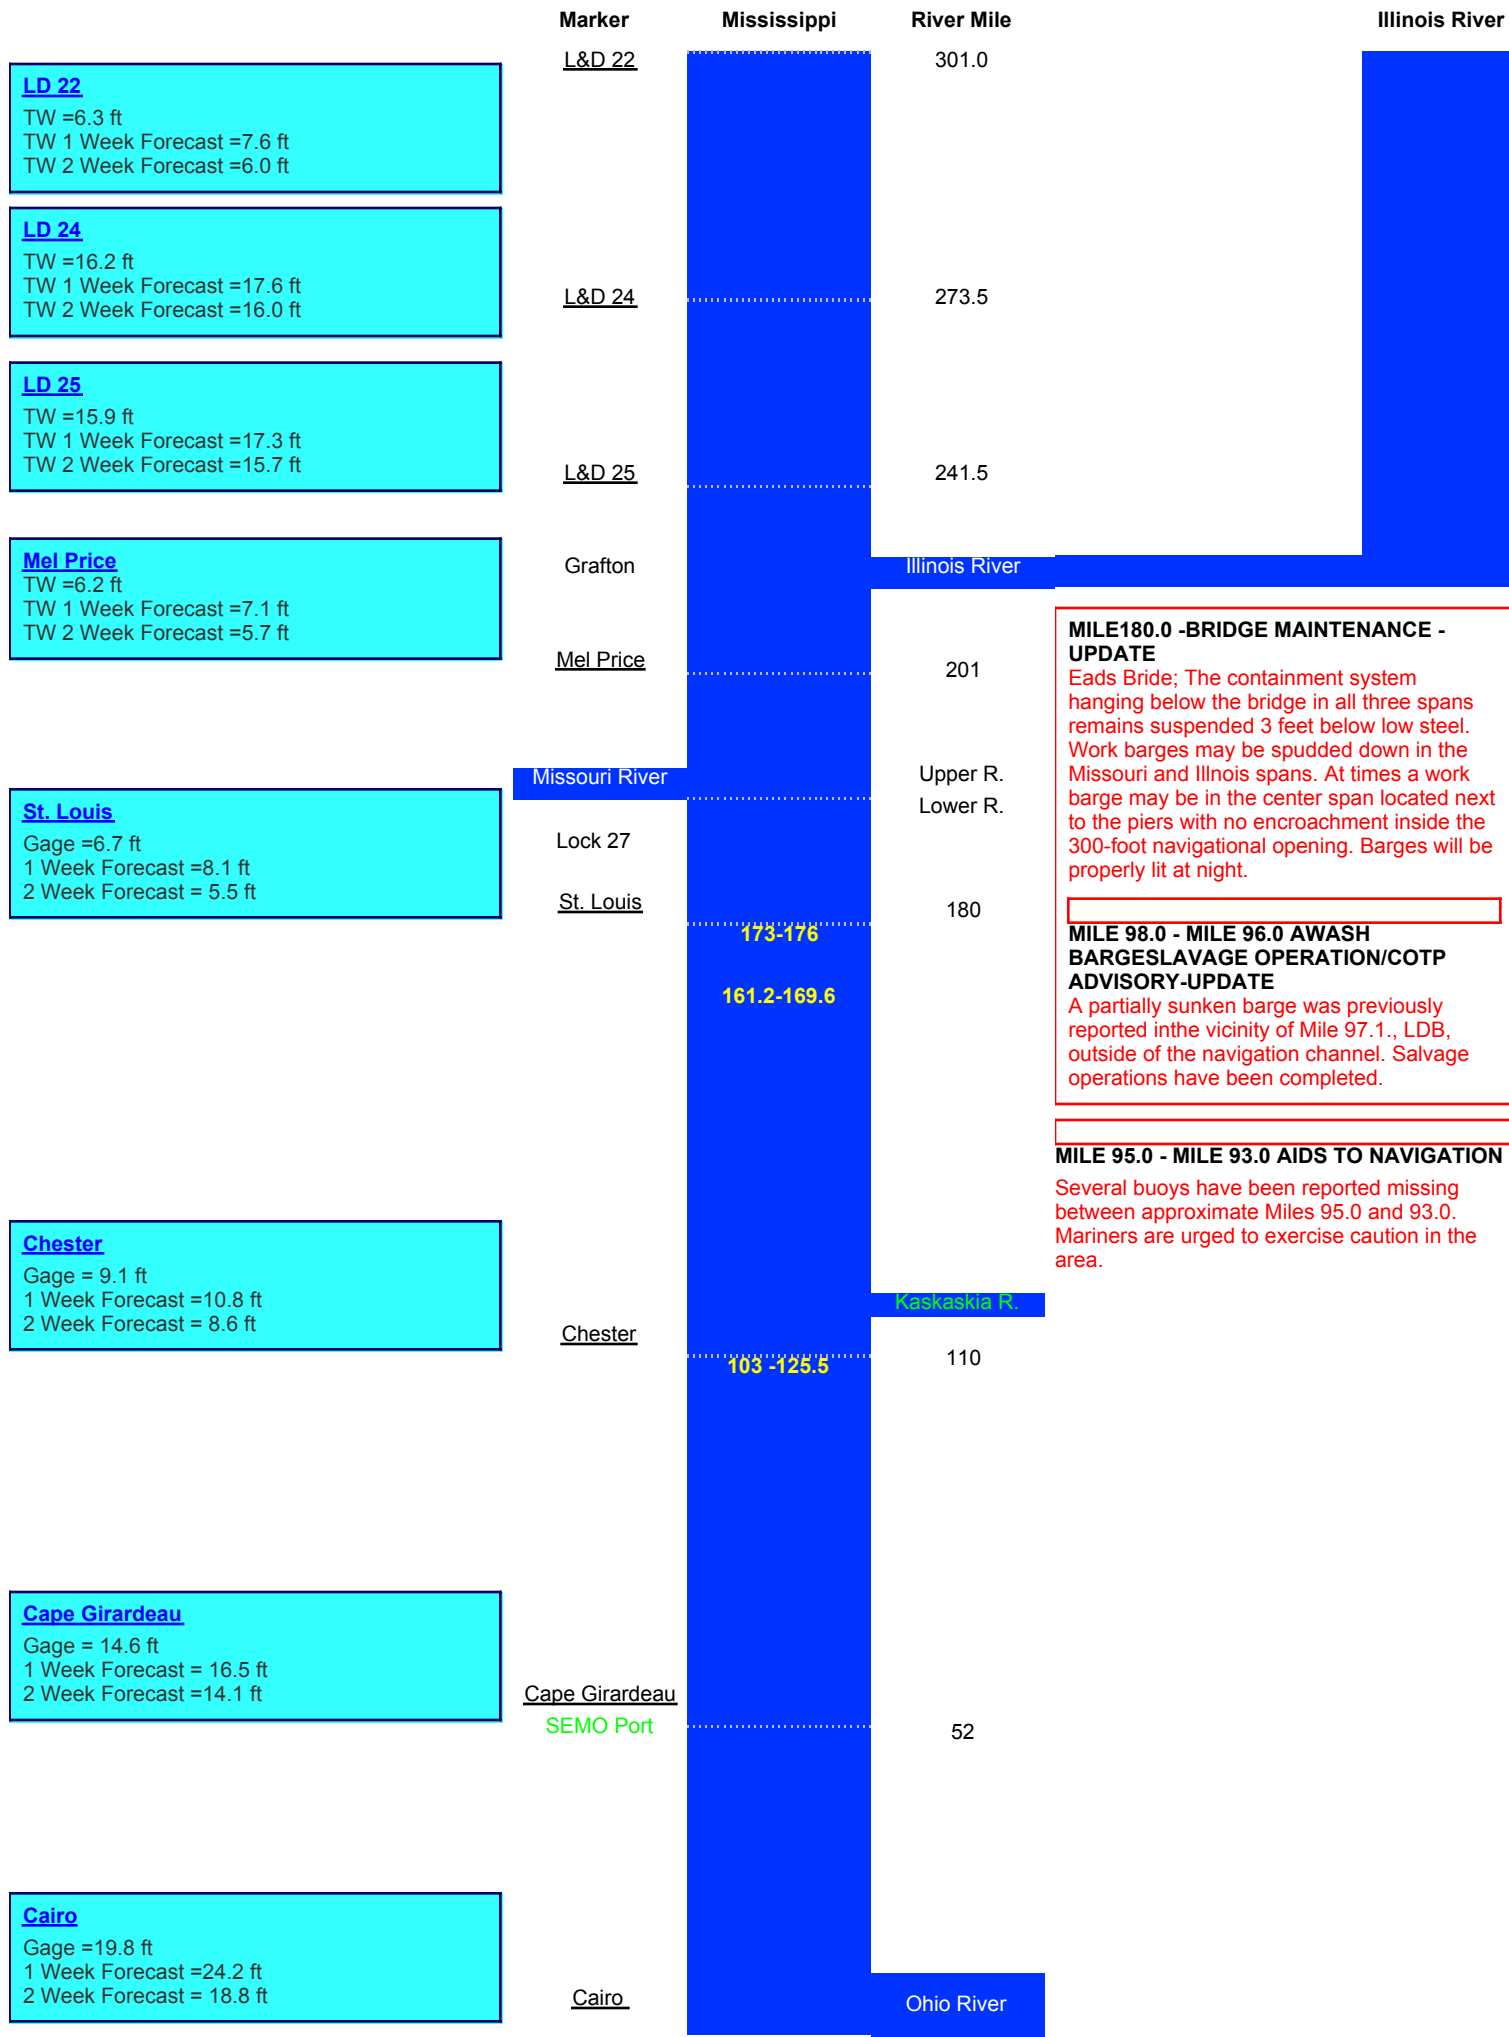 Marker Mississippi River Mile Illinois River
L&D 22 301.0
LD 22
TW =6.3 ft
TW 1 Week Forecast =7.6 ft
TW 2 Week Forecast =6.0 ft
LD 24
TW =16.2 ft
TW 1 Week Forecast =17.6 ft
TW 2 Week Forecast =16.0 ft
L&D 24 273.5
LD 25
TW =15.9 ft
TW 1 Week Forecast =17.3 ft
TW 2 Week Forecast =15.7 ft
L&D 25 241.5
Mel Price
TW =6.2 ft
TW 1 Week Forecast =7.1 ft
TW 2 Week Forecast =5.7 ft
Grafton Illinois River
Mel Price 201
MILE180.0 -BRIDGE MAINTENANCE -
UPDATE
Eads Bride; The containment system
hanging below the bridge in all three spans
remains suspended 3 feet below low steel.
Work barges may be spudded down in the
Missouri and Illnois spans. At times a work
barge may be in the center span located next
to the piers with no encroachment inside the
300-foot navigational opening. Barges will be
properly lit at night.
Missouri River Upper R.
Lower R.
St. Louis
Gage =6.7 ft
1 Week Forecast =8.1 ft
2 Week Forecast = 5.5 ft
Lock 27
St. Louis 180
173-176
161.2-169.6
MILE 98.0 - MILE 96.0 AWASH
BARGESLAVAGE OPERATION/COTP
ADVISORY-UPDATE
A partially sunken barge was previously
reported inthe vicinity of Mile 97.1., LDB,
outside of the navigation channel. Salvage
operations have been completed.
MILE 95.0 - MILE 93.0 AIDS TO NAVIGATION
Several buoys have been reported missing
between approximate Miles 95.0 and 93.0.
Mariners are urged to exercise caution in the
area.
Chester
Gage = 9.1 ft
1 Week Forecast =10.8 ft
2 Week Forecast = 8.6 ft
Kaskaskia R.
Chester 110
103 -125.5
Cape Girardeau
Gage = 14.6 ft
1 Week Forecast = 16.5 ft
2 Week Forecast =14.1 ft
Cape Girardeau
SEMO Port 52
Cairo
Gage =19.8 ft
1 Week Forecast =24.2 ft
2 Week Forecast = 18.8 ft
Cairo Ohio River